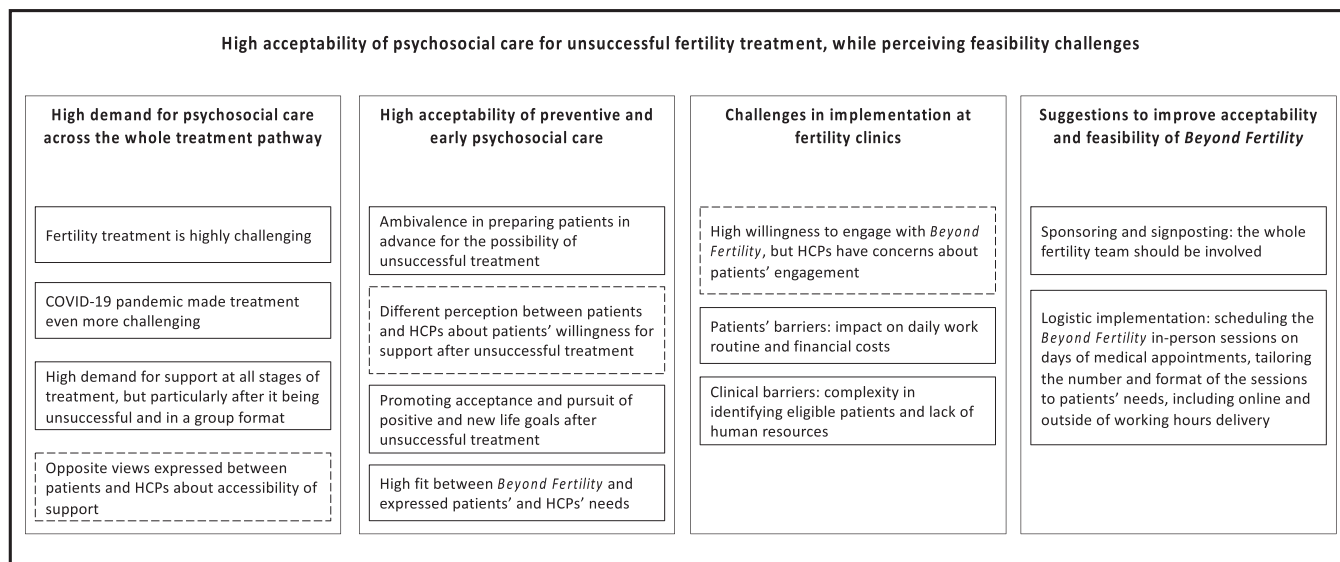 High acceptability of psychosocial care for unsuccessful fertility treatment, while perceiving feasibility challenges
High demand for psychosocial care
across the whole treatment pathway
Fertility treatment is highly challenging
COVID-19 pandemic made treatment
even more challenging
High demand for support at all stages of
treatment, but particularly after it being
unsuccessful and in a group format
Opposite views expressed between
patients and HCPs about accessibility of
support
High acceptability of preventive and
early psychosocial care
Ambivalence in preparing patients in
advance for the possibility of
unsuccessful treatment
Different perception between patients
and HCPs about patients’ willingness for
support after unsuccessful treatment
Promoting acceptance and pursuit of
positive and new life goals after
unsuccessful treatment
High fit between Beyond Fertility and
expressed patients’ and HCPs’ needs
Challenges in implementation at
fertility clinics
High willingness to engage with Beyond
Fertility, but HCPs have concerns about
patients’ engagement
Patients’ barriers: impact on daily work
routine and financial costs
Clinical barriers: complexity in
identifying eligible patients and lack of
human resources
Suggestions to improve acceptability
and feasibility of Beyond Fertility
Sponsoring and signposting: the whole
fertility team should be involved
Logistic implementation: scheduling the
Beyond Fertility in-person sessions on
days of medical appointments, tailoring
the number and format of the sessions
to patients’ needs, including online and
outside of working hours delivery